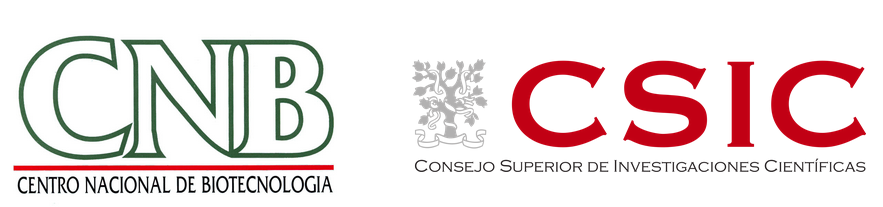 CNB
CENTRO NACIONAL DE BIOTECNOLOGIA
CSIC
CONSEJO SUPERIOR DE INVESTIGACIONES CIENTÍFICAS